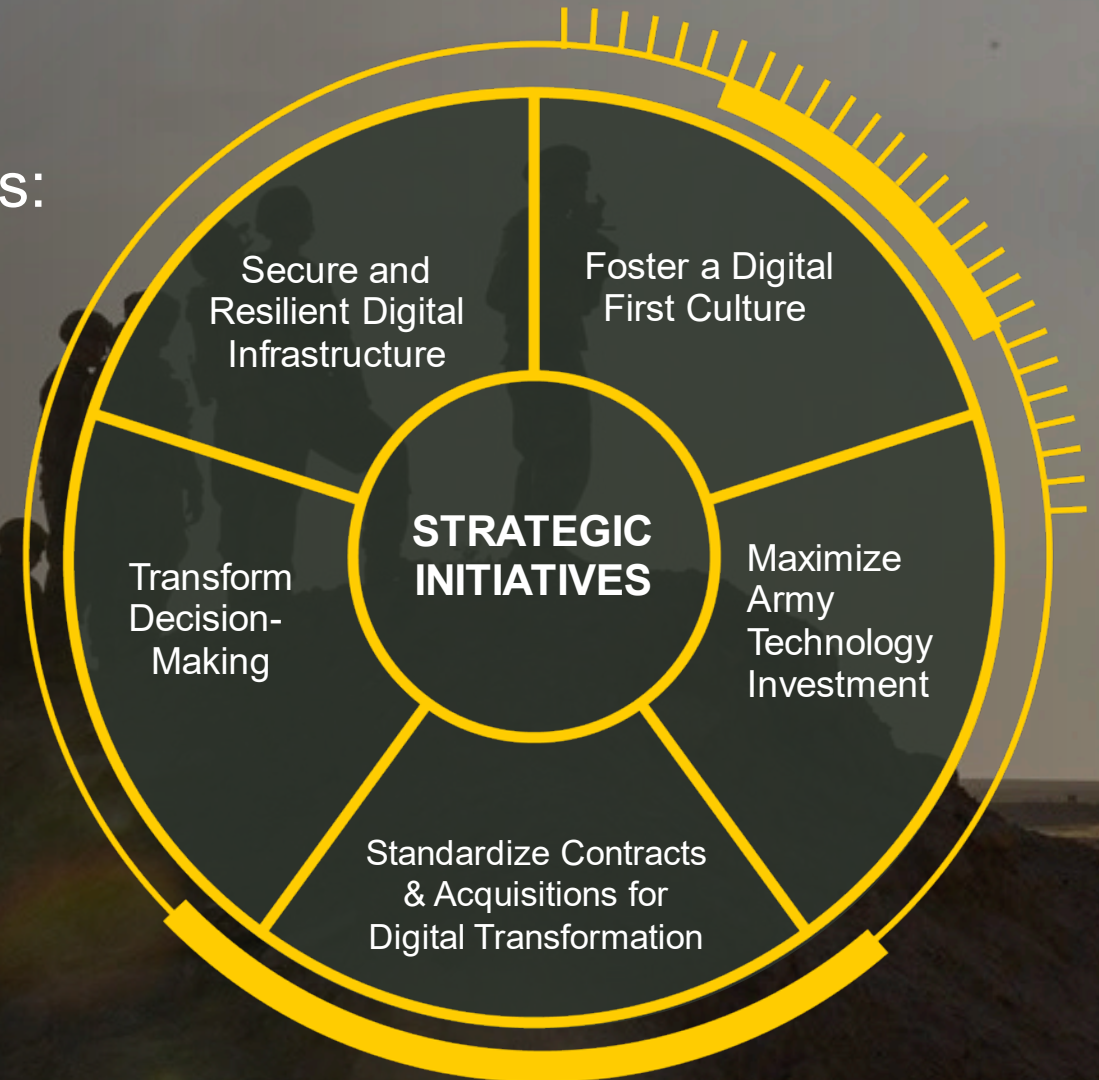 s:
Secure and
Resilient Digital
Infrastructure
Foster a Digital
First Culture
STRATEGIC
INITIATIVES
Transform
Decision-
Making
Maximize
Army
Technology
Investment
Standardize Contracts
& Acquisitions for
Digital Transformation